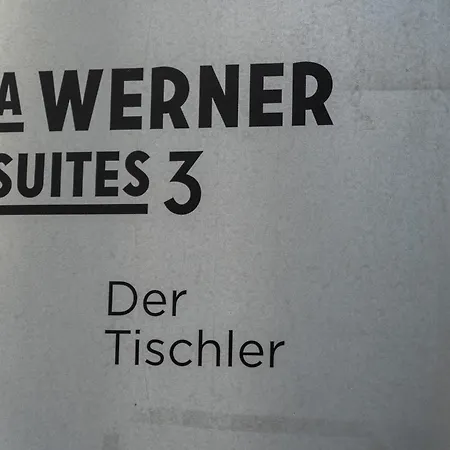 A WERNER
SUITES 3
Der
Tischler